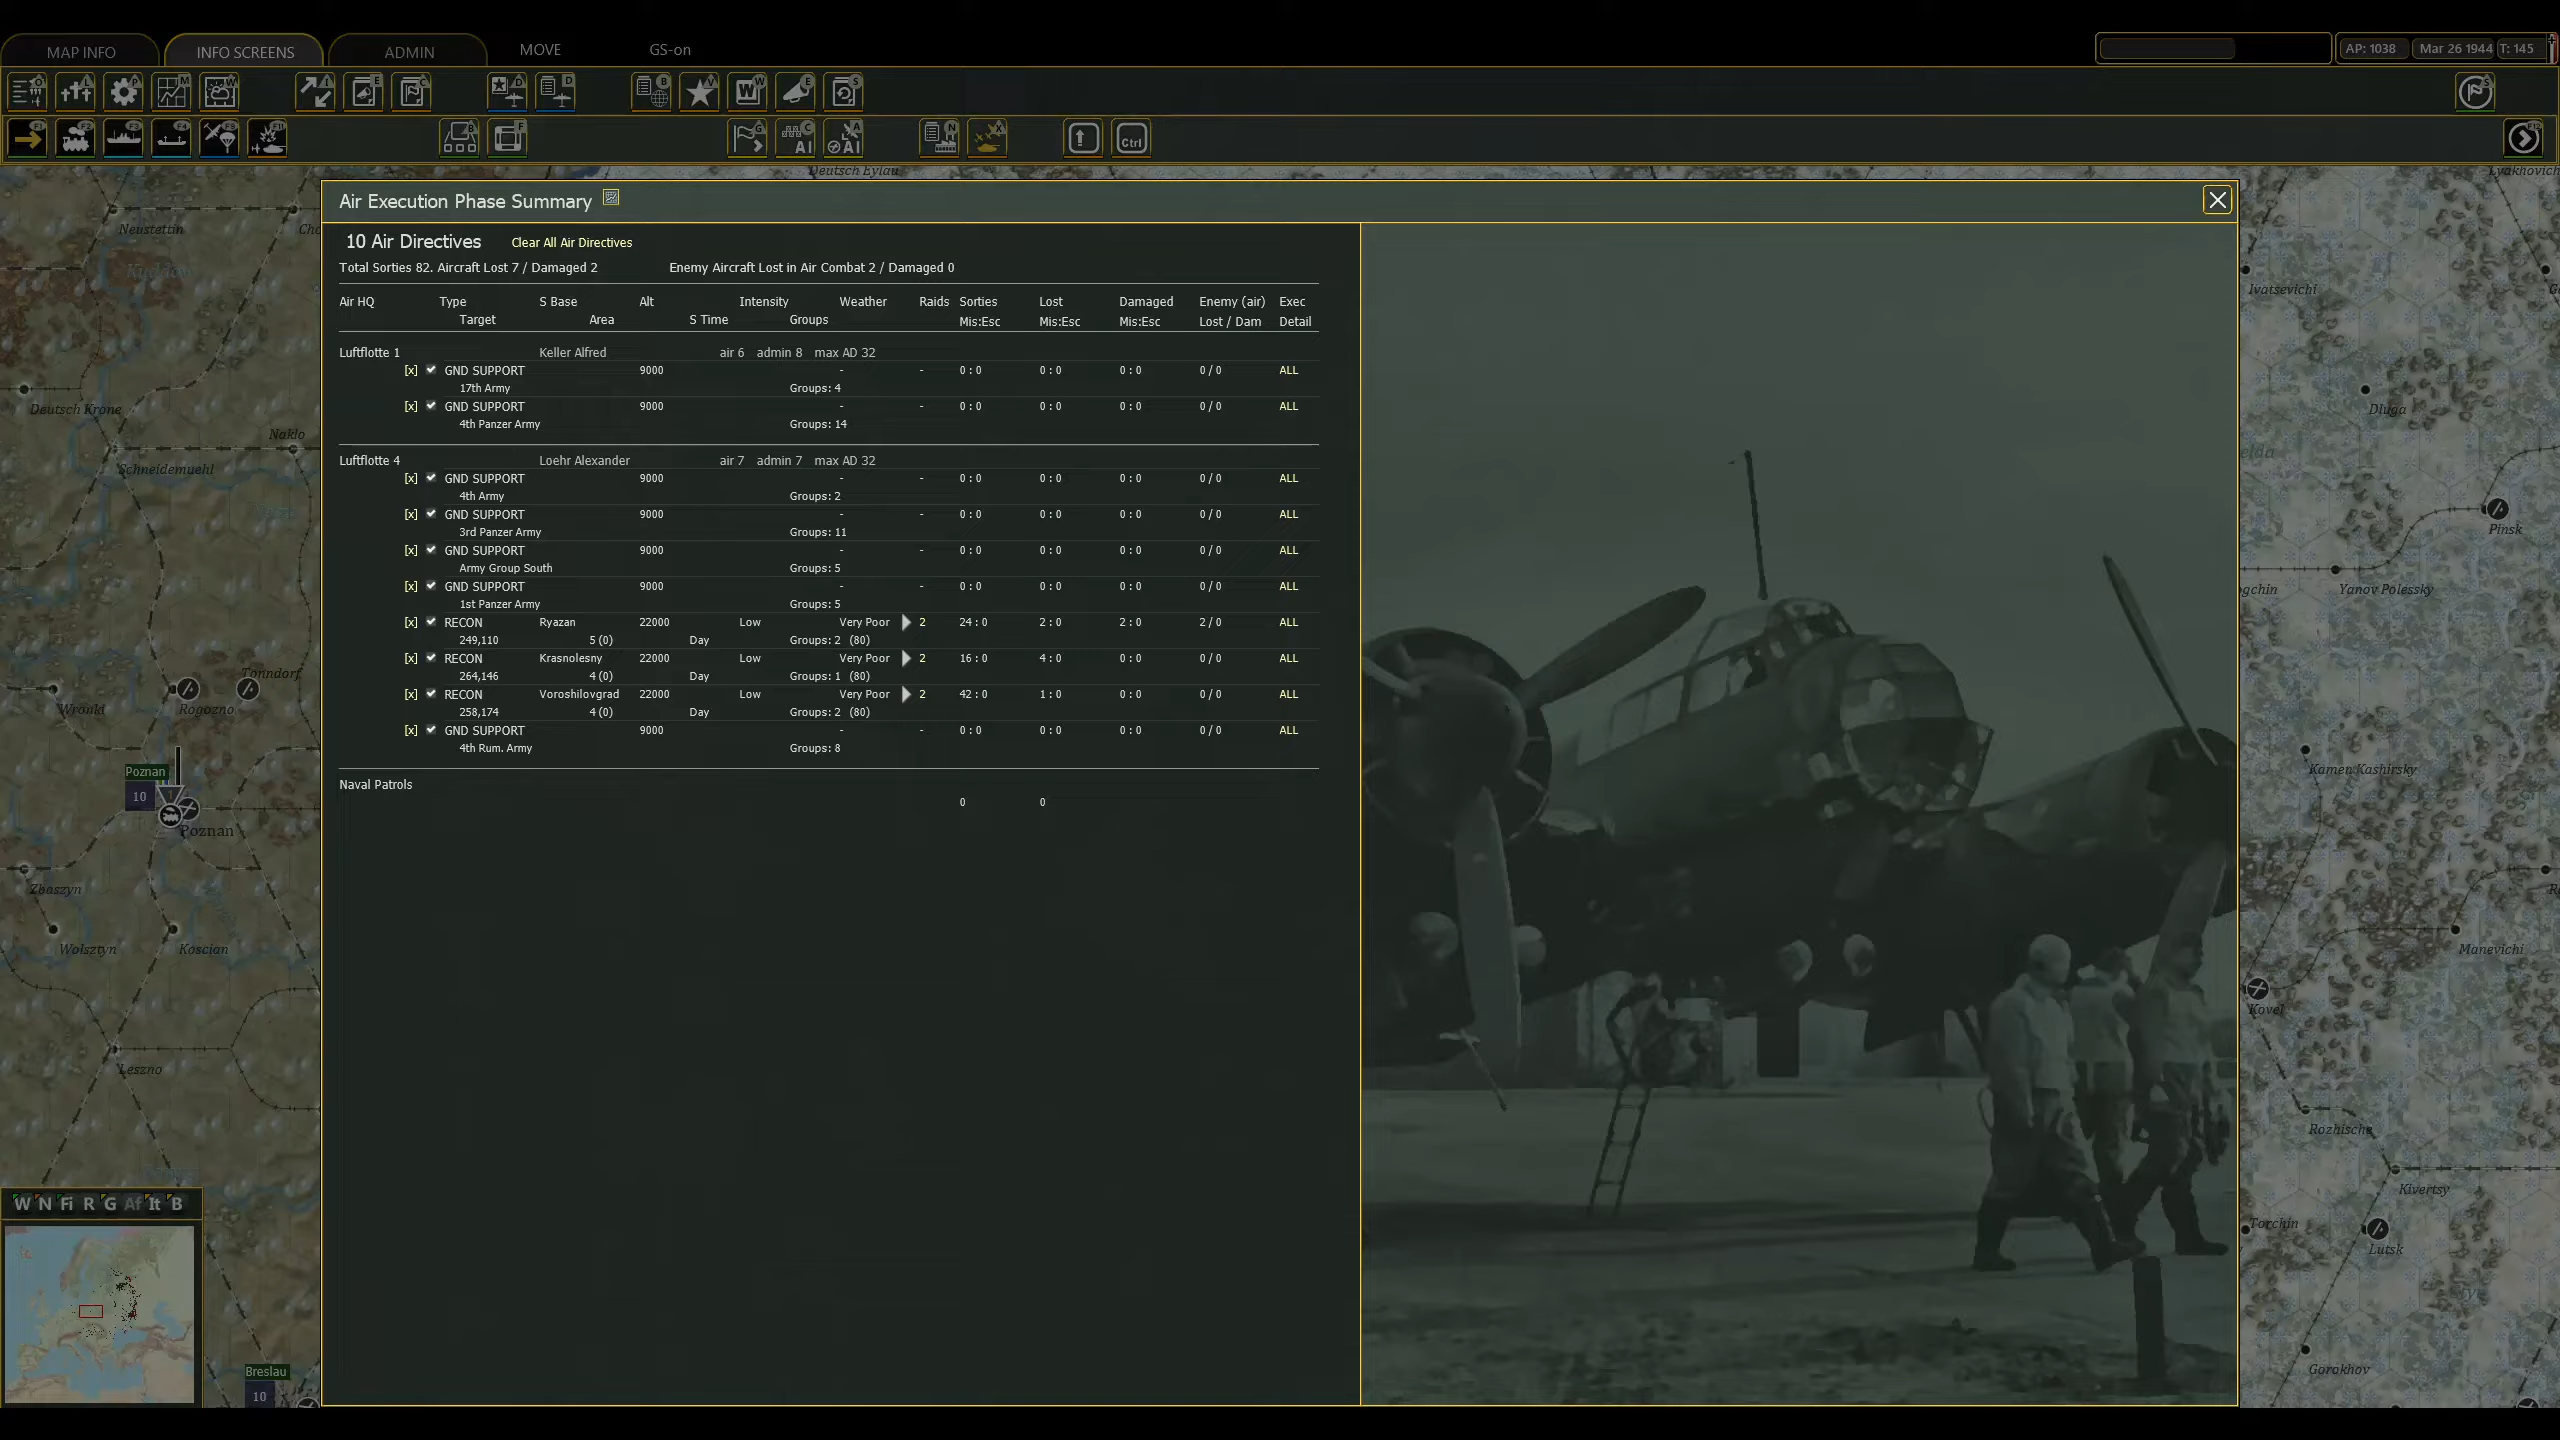 MAP INFO INFO SCREENS ADMIN MOVE GS-on AP: 1038 Mar 26 1944 T: 145
Deutsch Eylau
Air Execution Phase Summary
10 Air Directives Clear All Air Directives
Total Sorties 82. Aircraft Lost 7 / Damaged 2 Enemy Aircraft Lost in Air Combat 2 / Damaged 0
Air HQ Type S Base Alt Intensity Weather Raids Sorties Lost Damaged Enemy (air) Exec
Target Area S Time Groups Mis:Esc Mis:Esc Mis:Esc Lost / Dam Detail
Luftflotte 1 Keller Alfred air 6 admin 8 max AD 32
[x] GND SUPPORT 9000 - - 0 : 0 0 : 0 0 : 0 0 / 0 ALL
17th Army Groups: 4
[x] GND SUPPORT 9000 - - 0 : 0 0 : 0 0 : 0 0 / 0 ALL
4th Panzer Army Groups: 14
Luftflotte 4 Loehr Alexander air 7 admin 7 max AD 32
[x] GND SUPPORT 9000 - - 0 : 0 0 : 0 0 : 0 0 / 0 ALL
4th Army Groups: 2
[x] GND SUPPORT 9000 - - 0 : 0 0 : 0 0 : 0 0 / 0 ALL
3rd Panzer Army Groups: 11
[x] GND SUPPORT 9000 - - 0 : 0 0 : 0 0 : 0 0 / 0 ALL
Army Group South Groups: 5
[x] GND SUPPORT 9000 - - 0 : 0 0 : 0 0 : 0 0 / 0 ALL
1st Panzer Army Groups: 5
[x] RECON Ryazan 22000 Low Very Poor 2 24 : 0 2 : 0 2 : 0 2 / 0 ALL
249,110 5 (0) Day Groups: 2 (80)
[x] RECON Krasnolesny 22000 Low Very Poor 2 16 : 0 4 : 0 0 : 0 0 / 0 ALL
264,146 4 (0) Day Groups: 1 (80)
[x] RECON Voroshilovgrad 22000 Low Very Poor 2 42 : 0 1 : 0 0 : 0 0 / 0 ALL
258,174 4 (0) Day Groups: 2 (80)
[x] GND SUPPORT 9000 - - 0 : 0 0 : 0 0 : 0 0 / 0 ALL
4th Rum. Army Groups: 8
Naval Patrols
0 0
Neustettin
Deutsch Krone
Naklo
Schneidemuehl
Tonndorf
Wronki
Rogozno
Poznan
10
Poznan
Zbaszyn
Wolsztyn
Koscian
Leszno
W N Fi R G Af It B
Breslau
10
Ivatsevichi
Dluga
Pinsk
Yanov Polessky
Kamen Kashirsky
Manevichi
Kovel
Rozhische
Kivertsy
Torchin
Lutsk
Gorokhov